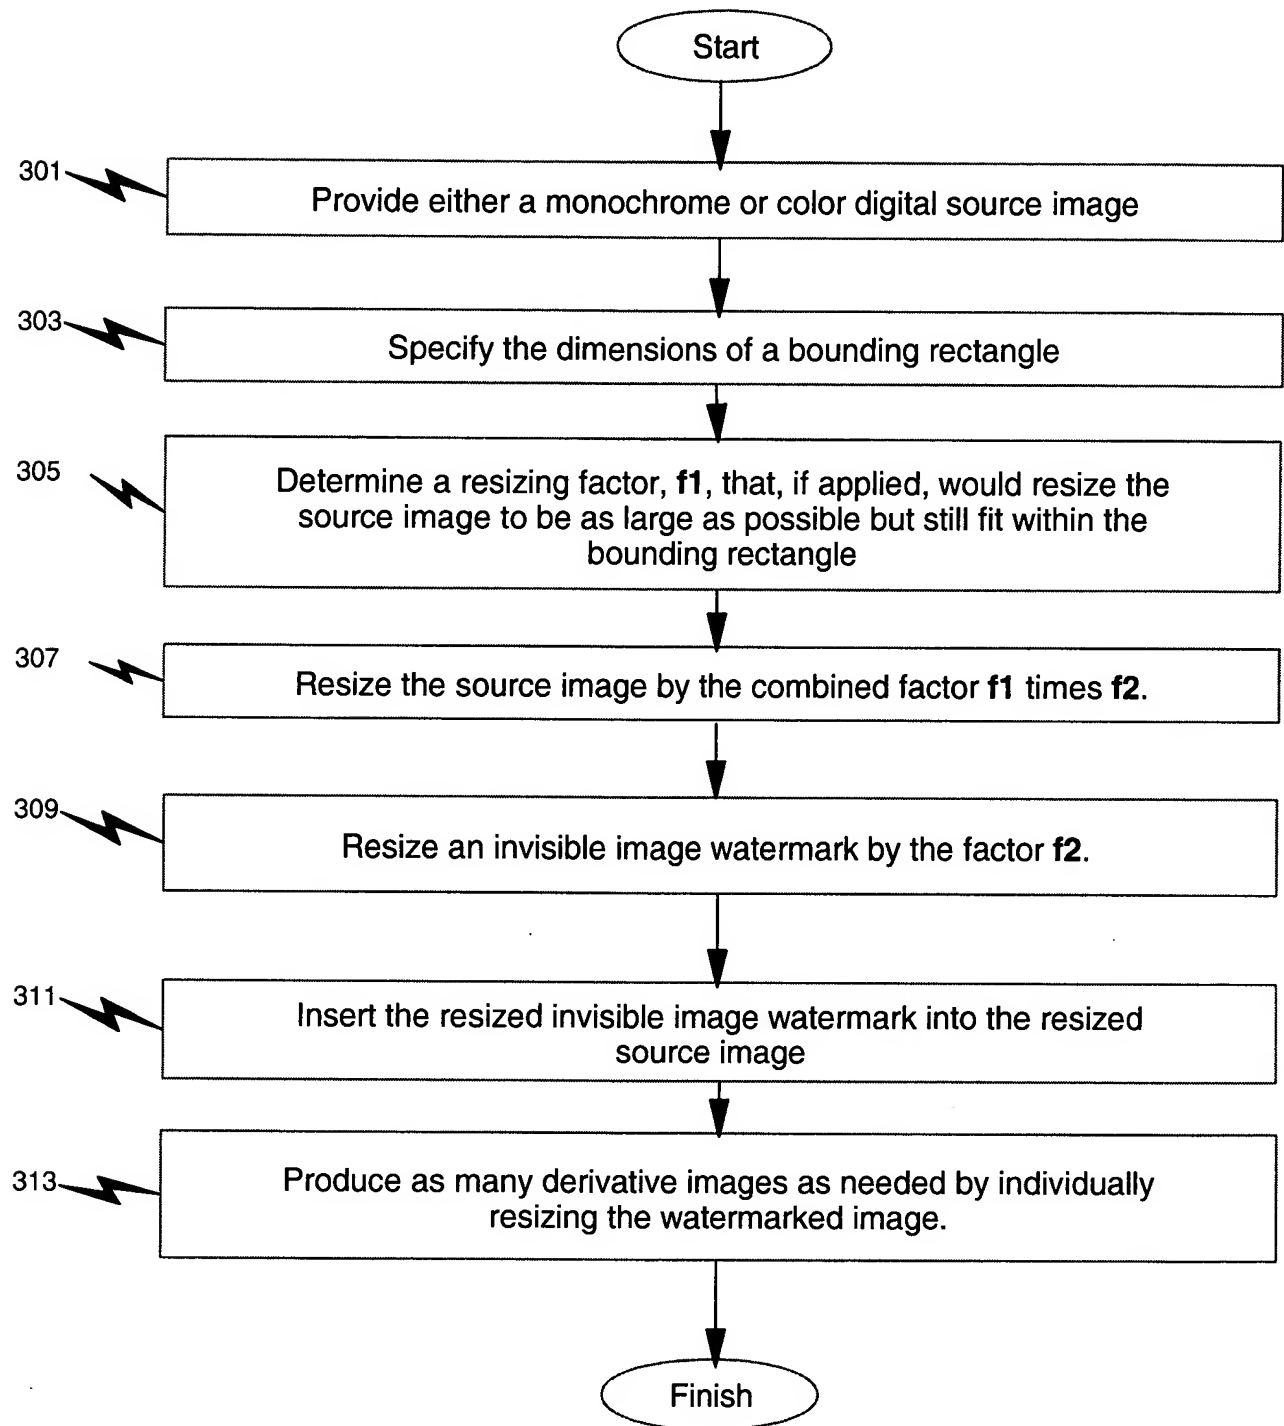 Start
301
Provide either a monochrome or color digital source image
303
Specify the dimensions of a bounding rectangle
305
Determine a resizing factor, f1, that, if applied, would resize the
source image to be as large as possible but still fit within the
bounding rectangle
307
Resize the source image by the combined factor f1 times f2.
309
Resize an invisible image watermark by the factor f2.
311
Insert the resized invisible image watermark into the resized
source image
313
Produce as many derivative images as needed by individually
resizing the watermarked image.
Finish